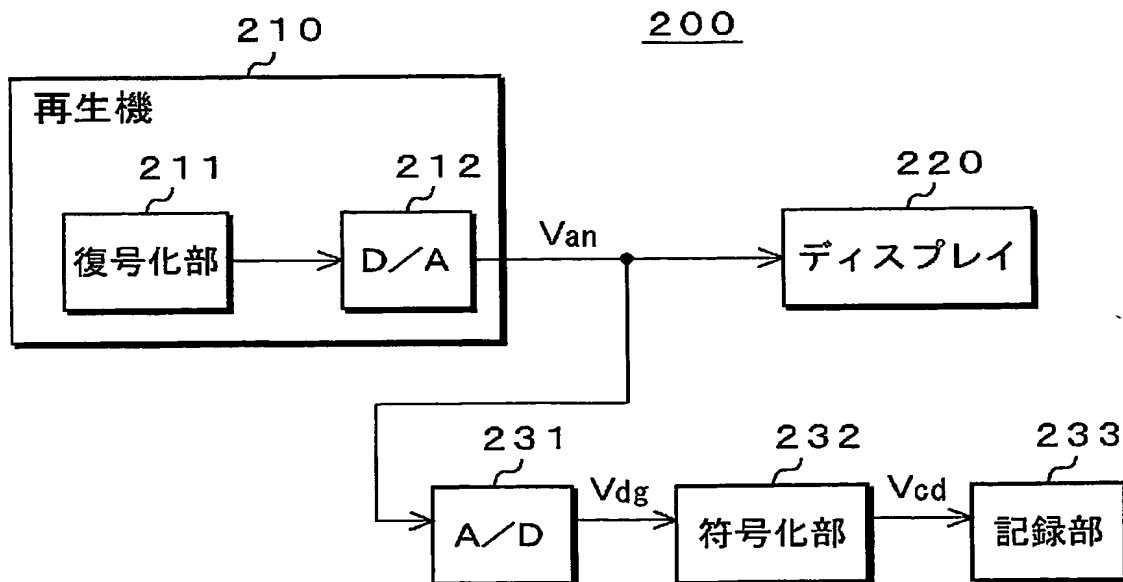 210
200
再生機
211
212
220
復号化部
D/A
Van
ディスプレイ
231
232
233
A/D
Vdg
符号化部
Vcd
記録部